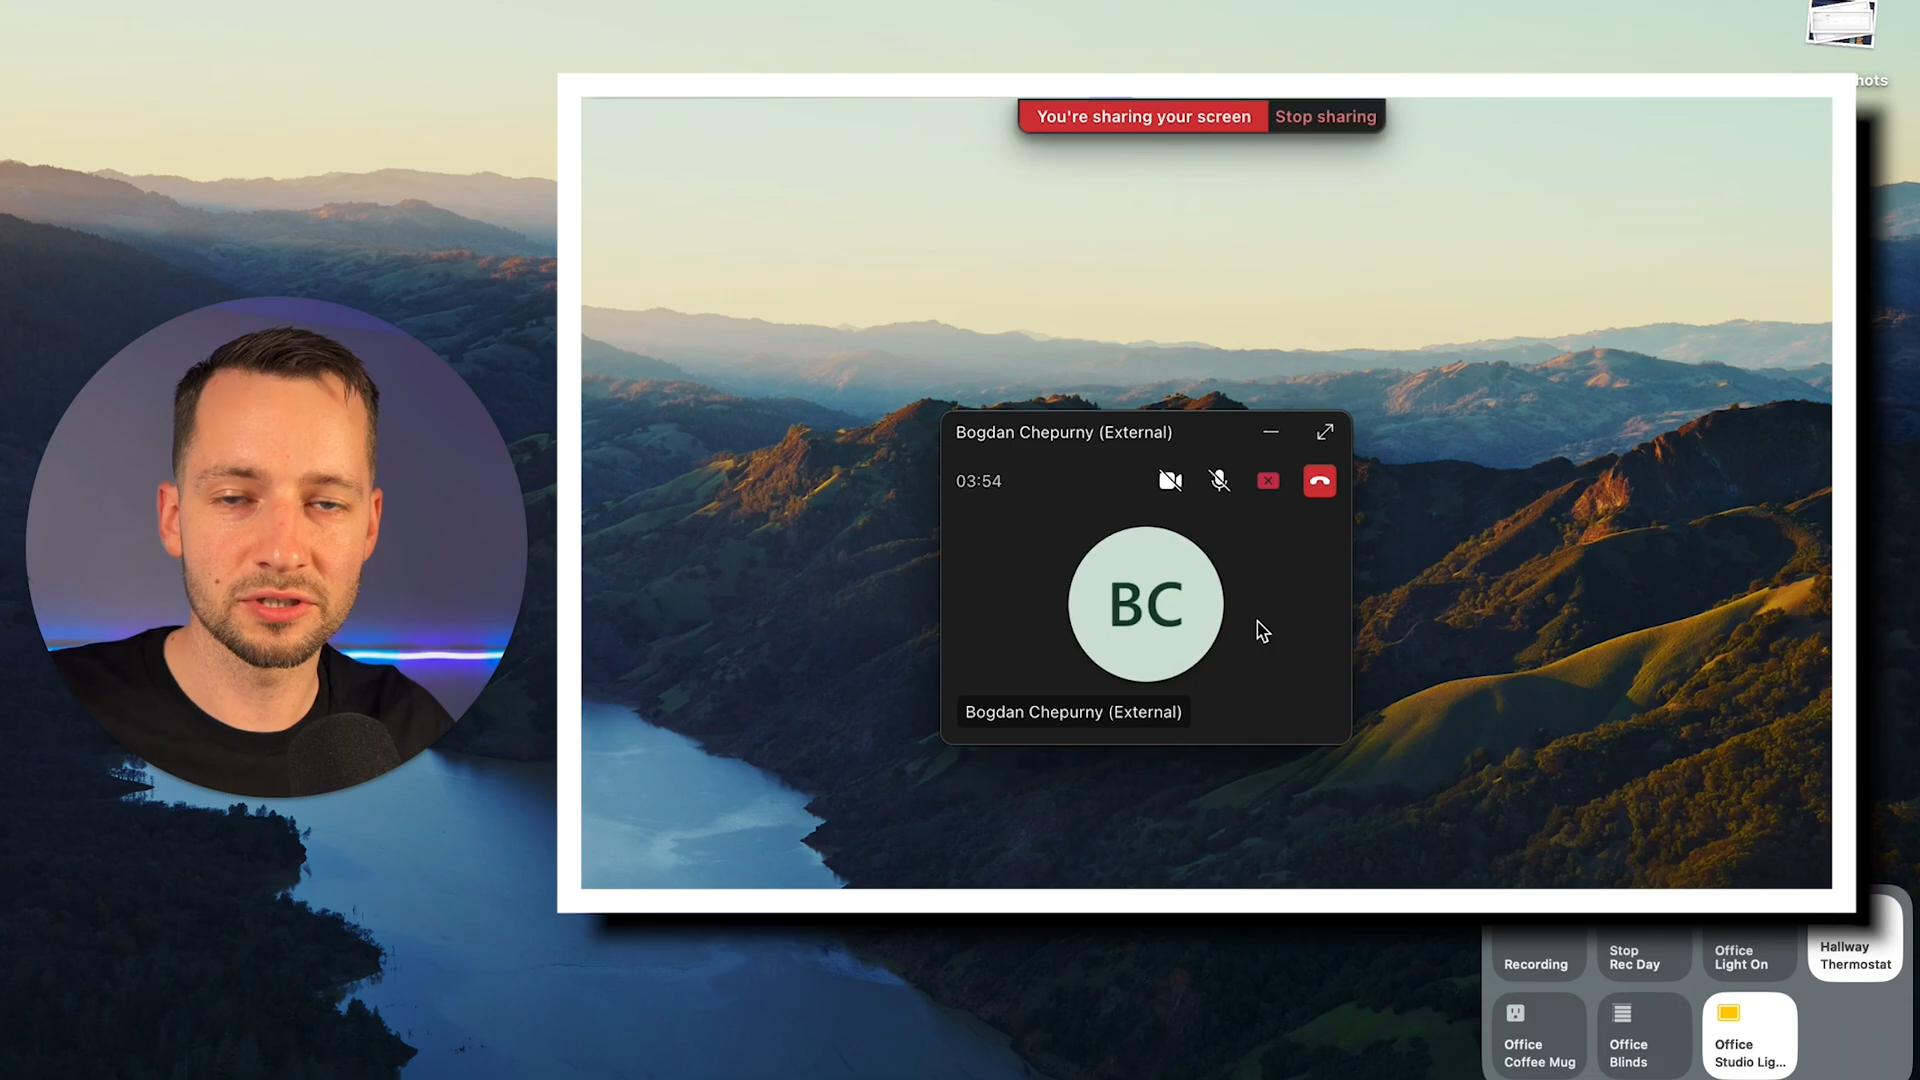 hots
You're sharing your screen
Stop sharing
Bogdan Chepurny (External)
03:54
BC
Bogdan Chepurny (External)
Recording
Stop
Rec Day
Office
Light On
Hallway
Thermostat
Office
Coffee Mug
Office
Blinds
Office
Studio Lig...